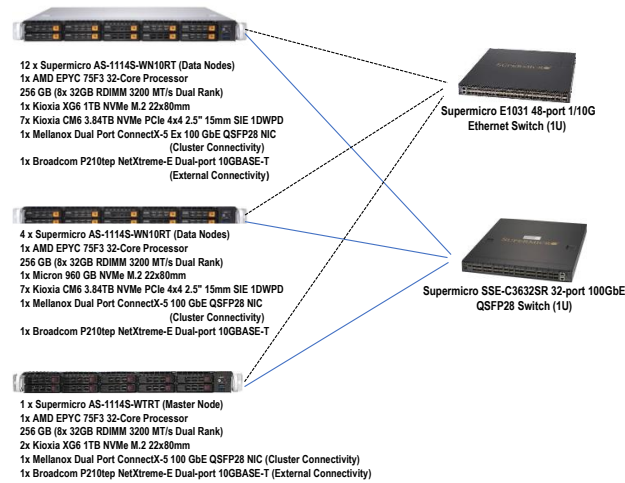 12 x Supermicro AS-1114S-WN10RT (Data Nodes)
1x AMD EPYC 75F3 32-Core Processor
256 GB (8x 32GB RDIMM 3200 MT/s Dual Rank)
1x Kioxia XG6 1TB NVMe M.2 22x80mm
7x Kioxia CM6 3.84TB NVMe PCIe 4x4 2.5" 15mm SIE 1DWPD
1x Mellanox Dual Port ConnectX-5 Ex 100 GbE QSFP28 NIC
(Cluster Connectivity)
1x Broadcom P210tep NetXtreme-E Dual-port 10GBASE-T
(External Connectivity)
Supermicro E1031 48-port 1/10G
Ethernet Switch (1U)
4 x Supermicro AS-1114S-WN10RT (Data Nodes)
1x AMD EPYC 75F3 32-Core Processor
256 GB (8x 32GB RDIMM 3200 MT/s Dual Rank)
1x Micron 960 GB NVMe M.2 22x80mm
7x Kioxia CM6 3.84TB NVMe PCIe 4x4 2.5" 15mm SIE 1DWPD
1x Mellanox Dual Port ConnectX-5 100 GbE QSFP28 NIC
(Cluster Connectivity)
1x Broadcom P210tep NetXtreme-E Dual-port 10GBASE-T
Supermicro SSE-C3632SR 32-port 100GbE
QSFP28 Switch (1U)
1 x Supermicro AS-1114S-WTRT (Master Node)
1x AMD EPYC 75F3 32-Core Processor
256 GB (8x 32GB RDIMM 3200 MT/s Dual Rank)
2x Kioxia XG6 1TB NVMe M.2 22x80mm
1x Mellanox Dual Port ConnectX-5 100 GbE QSFP28 NIC (Cluster Connectivity)
1x Broadcom P210tep NetXtreme-E Dual-port 10GBASE-T (External Connectivity)